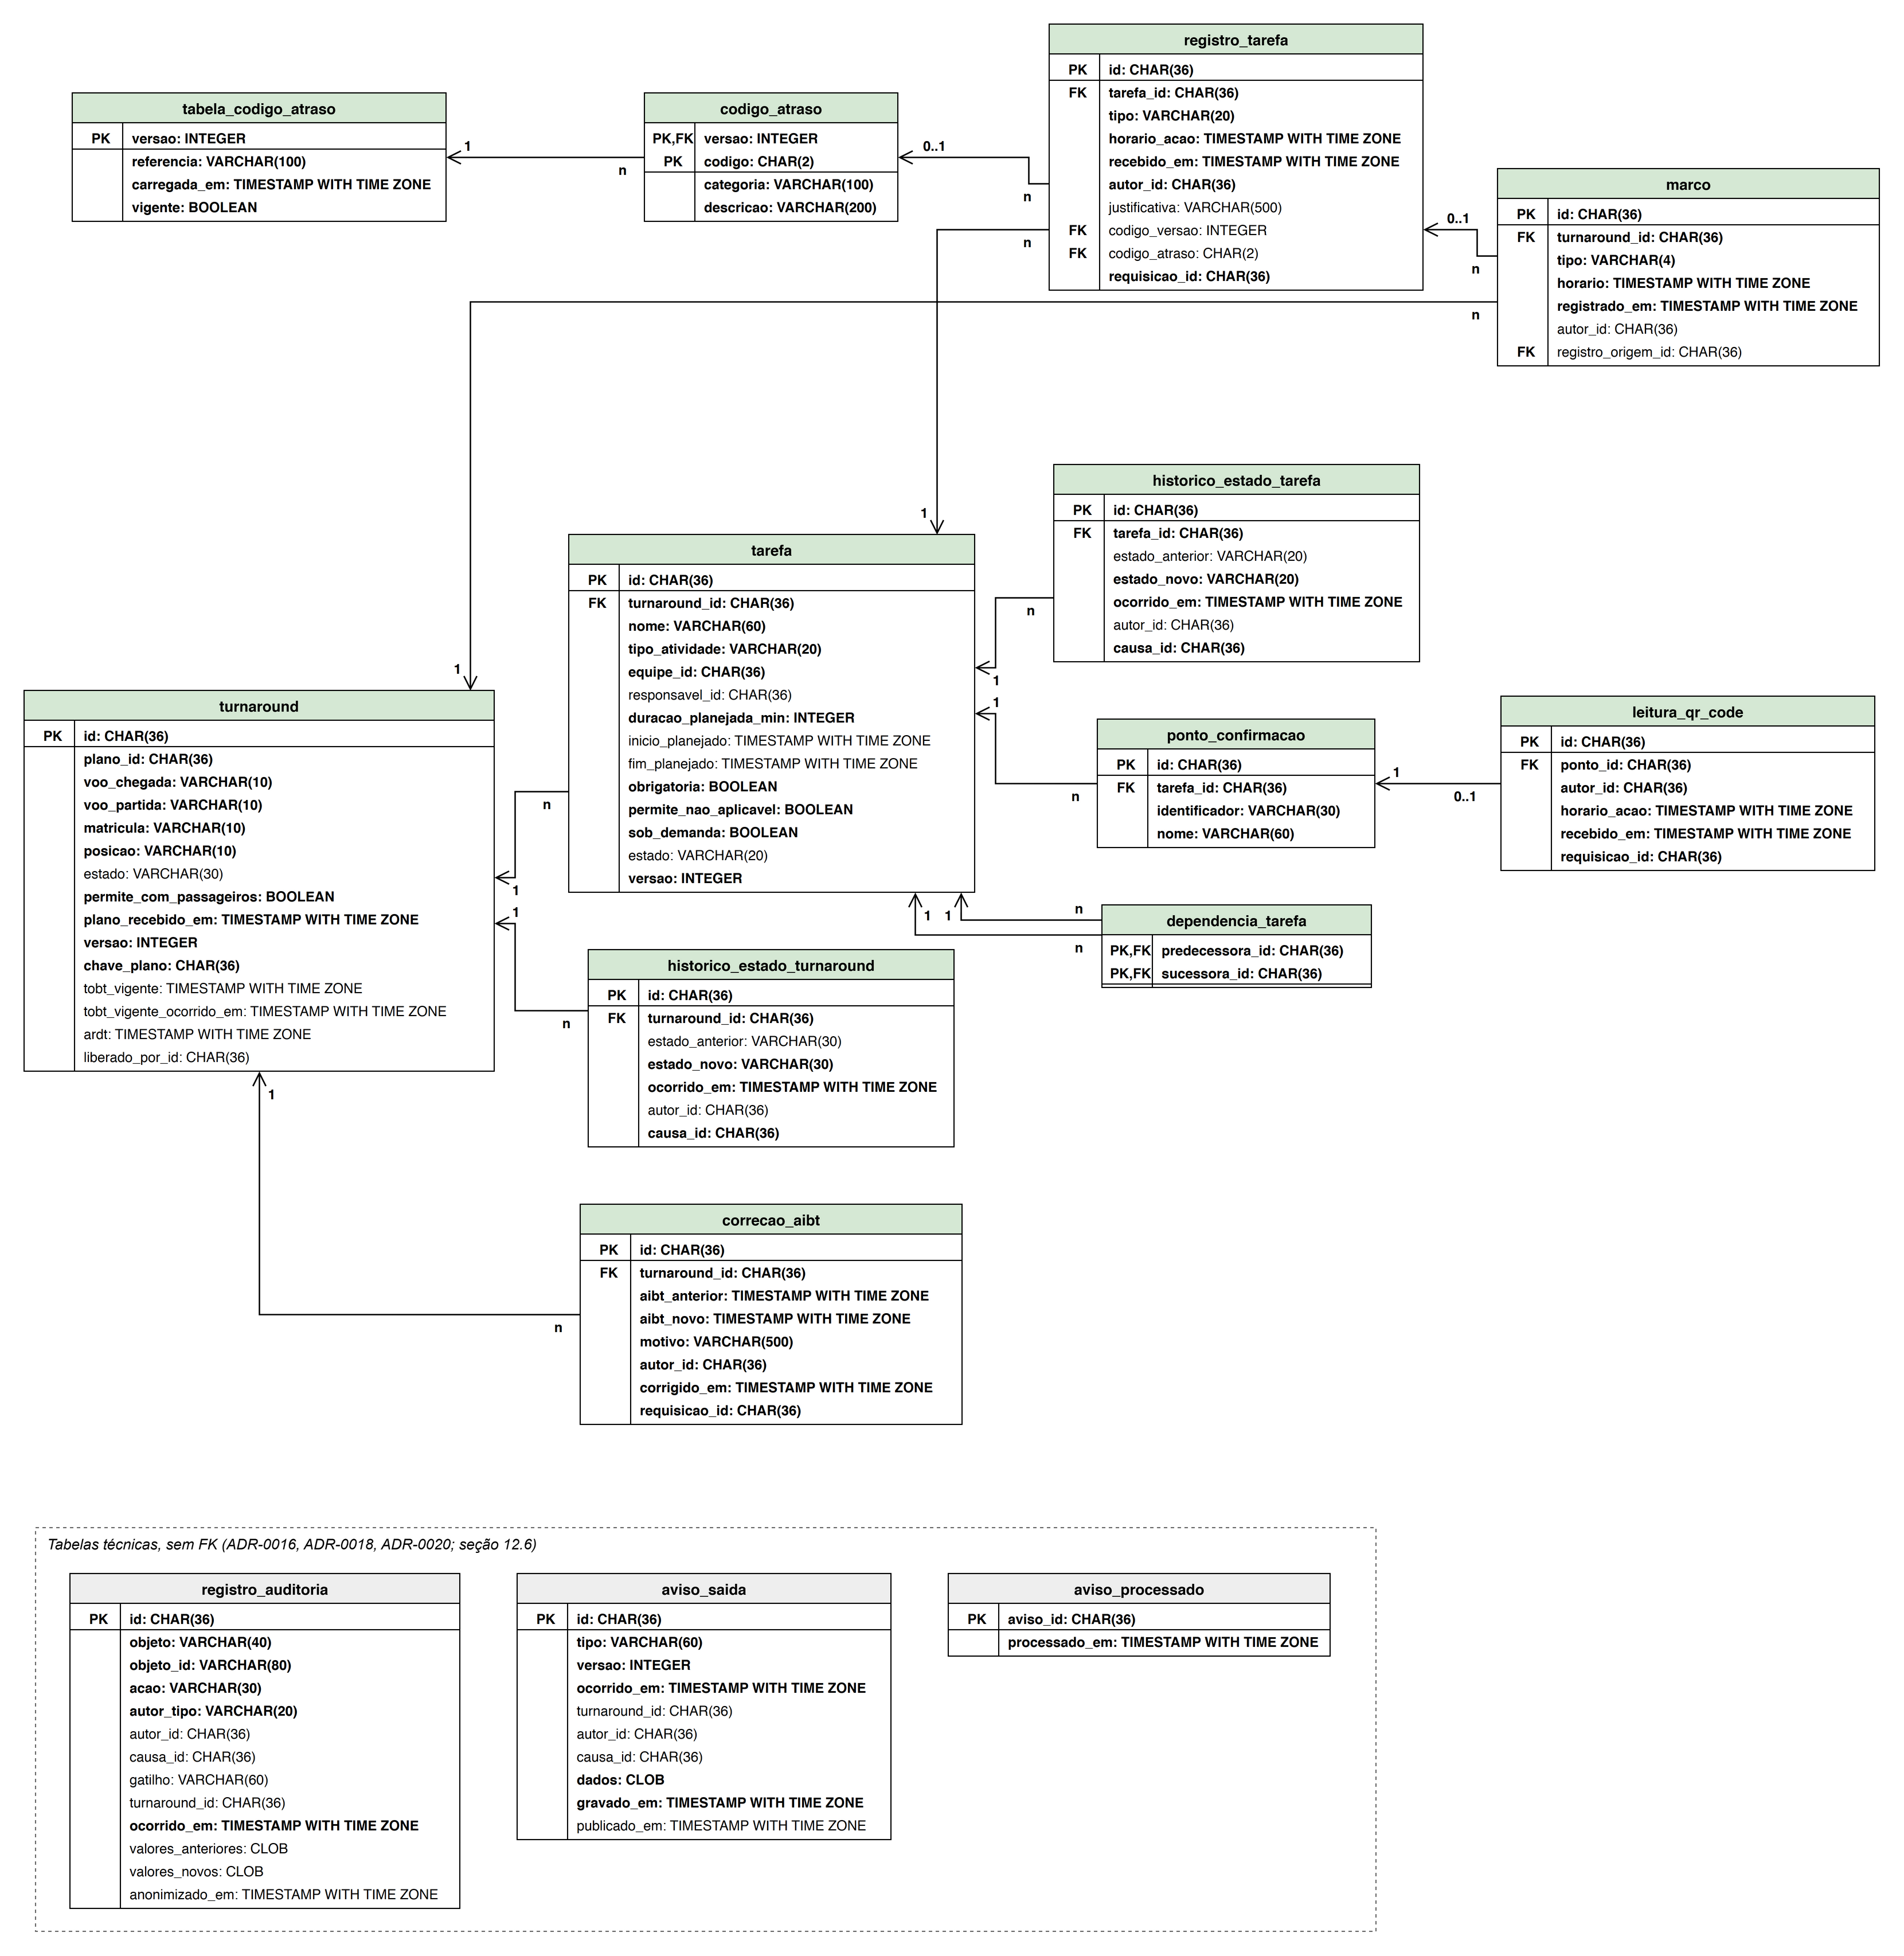 registro_tarefa
PK id: CHAR(36)
FK tarefa_id: CHAR(36)
tipo: VARCHAR(20)
horario_acao: TIMESTAMP WITH TIME ZONE
recebido_em: TIMESTAMP WITH TIME ZONE
autor_id: CHAR(36)
justificativa: VARCHAR(500)
FK codigo_versao: INTEGER
FK codigo_atraso: CHAR(2)
requisicao_id: CHAR(36)
tabela_codigo_atraso
PK versao: INTEGER
referencia: VARCHAR(100)
carregada_em: TIMESTAMP WITH TIME ZONE
vigente: BOOLEAN
1
n
codigo_atraso
PK,FK versao: INTEGER
PK codigo: CHAR(2)
categoria: VARCHAR(100)
descricao: VARCHAR(200)
0..1
n
n
marco
PK id: CHAR(36)
FK turnaround_id: CHAR(36)
tipo: VARCHAR(4)
horario: TIMESTAMP WITH TIME ZONE
registrado_em: TIMESTAMP WITH TIME ZONE
autor_id: CHAR(36)
FK registro_origem_id: CHAR(36)
0..1
n
n
historico_estado_tarefa
PK id: CHAR(36)
FK tarefa_id: CHAR(36)
estado_anterior: VARCHAR(20)
estado_novo: VARCHAR(20)
ocorrido_em: TIMESTAMP WITH TIME ZONE
autor_id: CHAR(36)
causa_id: CHAR(36)
1
tarefa
PK id: CHAR(36)
FK turnaround_id: CHAR(36)
nome: VARCHAR(60)
tipo_atividade: VARCHAR(20)
equipe_id: CHAR(36)
responsavel_id: CHAR(36)
duracao_planejada_min: INTEGER
inicio_planejado: TIMESTAMP WITH TIME ZONE
fim_planejado: TIMESTAMP WITH TIME ZONE
obrigatoria: BOOLEAN
permite_nao_aplicavel: BOOLEAN
sob_demanda: BOOLEAN
estado: VARCHAR(20)
versao: INTEGER
n
1
1
n
1
turnaround
PK id: CHAR(36)
plano_id: CHAR(36)
voo_chegada: VARCHAR(10)
voo_partida: VARCHAR(10)
matricula: VARCHAR(10)
posicao: VARCHAR(10)
estado: VARCHAR(30)
permite_com_passageiros: BOOLEAN
plano_recebido_em: TIMESTAMP WITH TIME ZONE
versao: INTEGER
chave_plano: CHAR(36)
tobt_vigente: TIMESTAMP WITH TIME ZONE
tobt_vigente_ocorrido_em: TIMESTAMP WITH TIME ZONE
ardt: TIMESTAMP WITH TIME ZONE
liberado_por_id: CHAR(36)
n
1
1
n
1
ponto_confirmacao
PK id: CHAR(36)
FK tarefa_id: CHAR(36)
identificador: VARCHAR(30)
nome: VARCHAR(60)
leitura_qr_code
PK id: CHAR(36)
FK ponto_id: CHAR(36)
autor_id: CHAR(36)
horario_acao: TIMESTAMP WITH TIME ZONE
recebido_em: TIMESTAMP WITH TIME ZONE
requisicao_id: CHAR(36)
1
0..1
dependencia_tarefa
PK,FK predecessora_id: CHAR(36)
PK,FK sucessora_id: CHAR(36)
1
1
n
n
historico_estado_turnaround
PK id: CHAR(36)
FK turnaround_id: CHAR(36)
estado_anterior: VARCHAR(30)
estado_novo: VARCHAR(30)
ocorrido_em: TIMESTAMP WITH TIME ZONE
autor_id: CHAR(36)
causa_id: CHAR(36)
correcao_aibt
PK id: CHAR(36)
FK turnaround_id: CHAR(36)
aibt_anterior: TIMESTAMP WITH TIME ZONE
aibt_novo: TIMESTAMP WITH TIME ZONE
motivo: VARCHAR(500)
autor_id: CHAR(36)
corrigido_em: TIMESTAMP WITH TIME ZONE
requisicao_id: CHAR(36)
1
n
Tabelas técnicas, sem FK (ADR-0016, ADR-0018, ADR-0020; seção 12.6)
registro_auditoria
PK id: CHAR(36)
objeto: VARCHAR(40)
objeto_id: VARCHAR(80)
acao: VARCHAR(30)
autor_tipo: VARCHAR(20)
autor_id: CHAR(36)
causa_id: CHAR(36)
gatilho: VARCHAR(60)
turnaround_id: CHAR(36)
ocorrido_em: TIMESTAMP WITH TIME ZONE
valores_anteriores: CLOB
valores_novos: CLOB
anonimizado_em: TIMESTAMP WITH TIME ZONE
aviso_saida
PK id: CHAR(36)
tipo: VARCHAR(60)
versao: INTEGER
ocorrido_em: TIMESTAMP WITH TIME ZONE
turnaround_id: CHAR(36)
autor_id: CHAR(36)
causa_id: CHAR(36)
dados: CLOB
gravado_em: TIMESTAMP WITH TIME ZONE
publicado_em: TIMESTAMP WITH TIME ZONE
aviso_processado
PK aviso_id: CHAR(36)
processado_em: TIMESTAMP WITH TIME ZONE